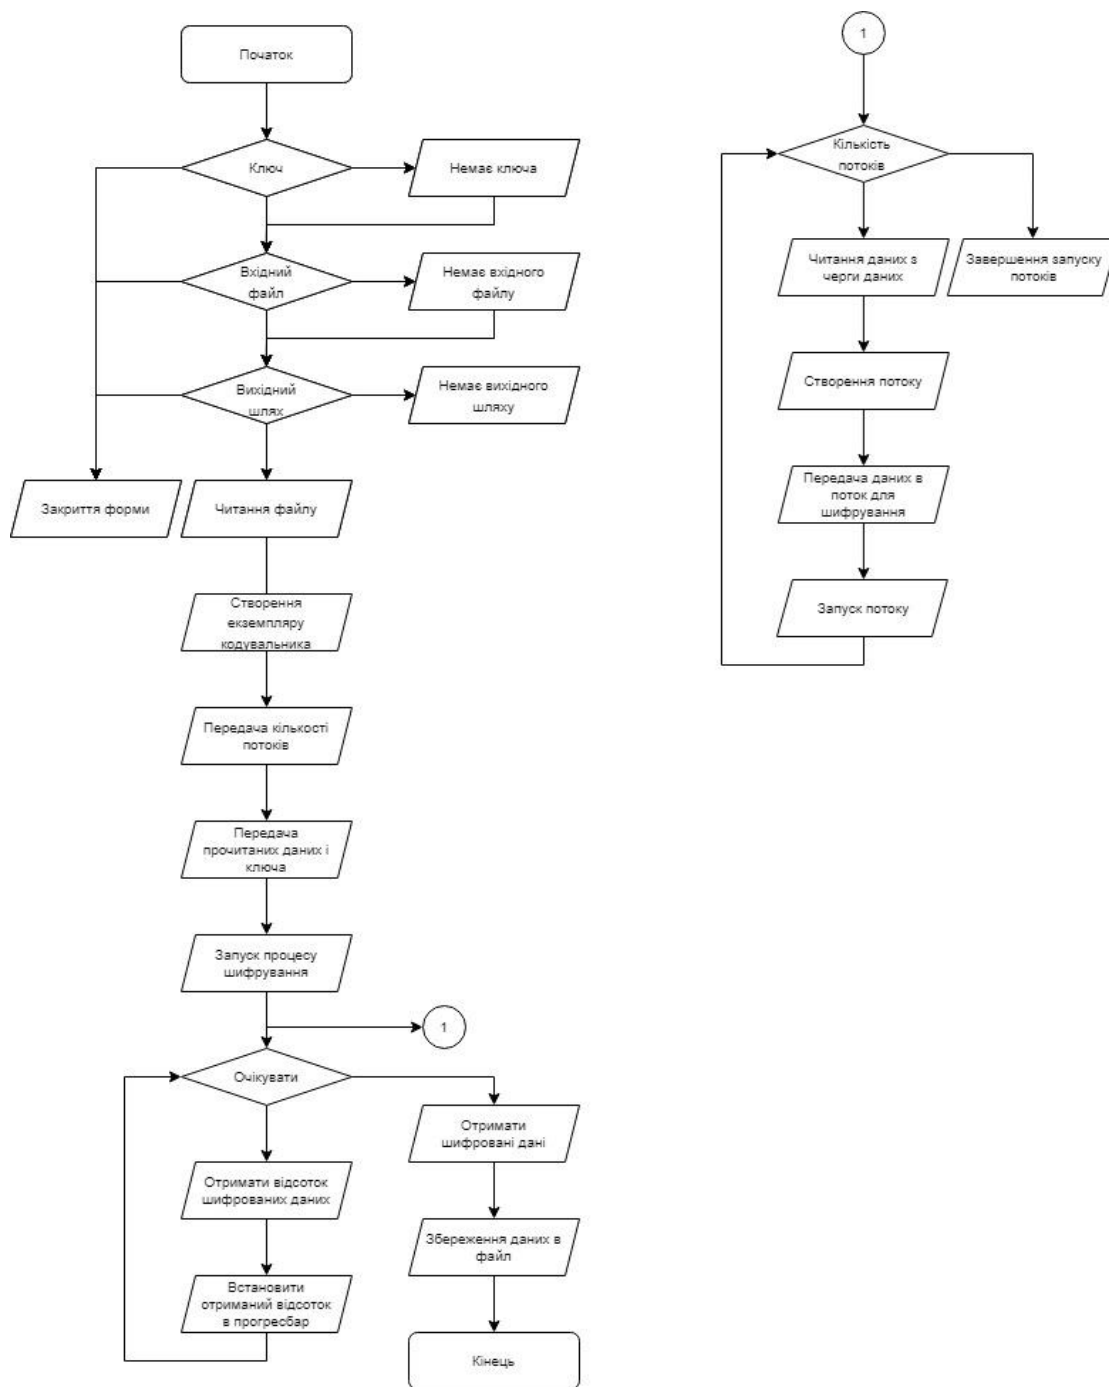 Початок
Ключ
Немає ключа
Вхідний
файл
Немає вхідного
файлу
Вихідний
шлях
Немає вихідного
шляху
Закриття форми
Читання файлу
Створення
екземпляру
кодувальника
Передача кількості
потоків
Передача
прочитаних даних і
ключа
Запуск процесу
шифрування
1
Очікувати
Отримати
шифровані дані
Отримати відсоток
шифрованих даних
Збереження даних в
файл
Встановити
отриманий відсоток
в прогресбар
Кінець
1
Кількість
потоків
Читання даних з
черги даних
Завершення запуску
потоків
Створення потоку
Передача даних в
поток для
шифрування
Запуск потоку